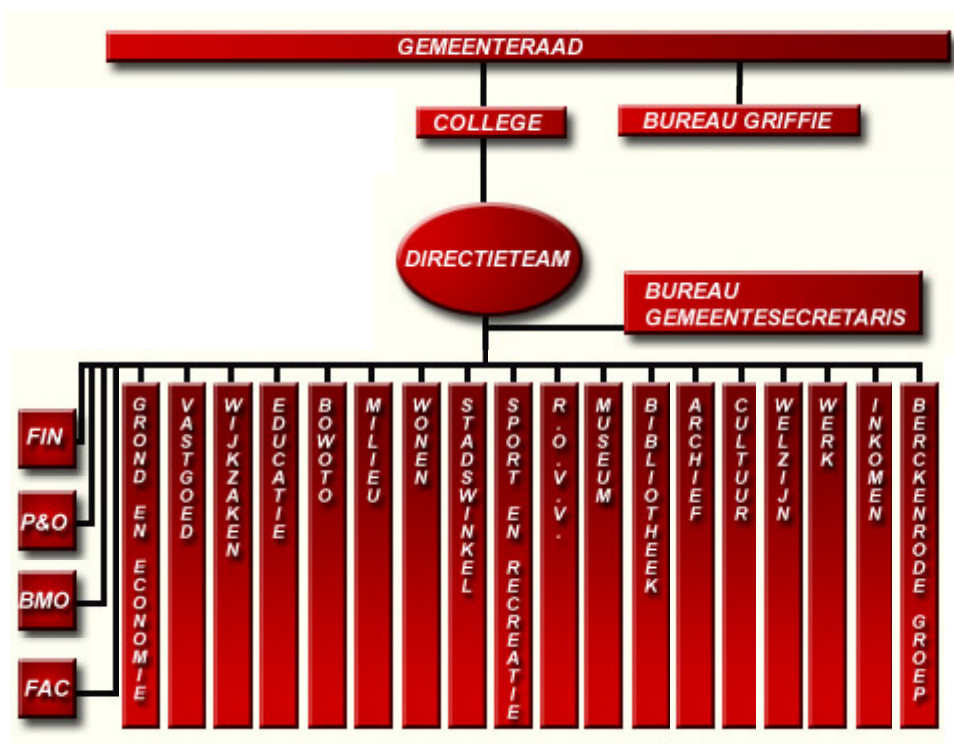 GEMEENTERAAD
COLLEGE
BUREAU GRIFFIE
DIRECTIETEAM
BUREAU
GEMEENTESECRETARIS
FIN
P&O
BMO
FAC
GROND EN ECONOMIE
VASTGOED
WIJKZAKEN
EDUCATIE
BOWOTO
MILIEU
WONEN
STADSWINKEL
SPORT EN RECREATIE
R.O.V.V.
MUSEUM
BIBLIOTHEEK
ARCHIEF
CULTUUR
WELZIJN
WERK
INKOMEN
BERCKENRODE GROEP